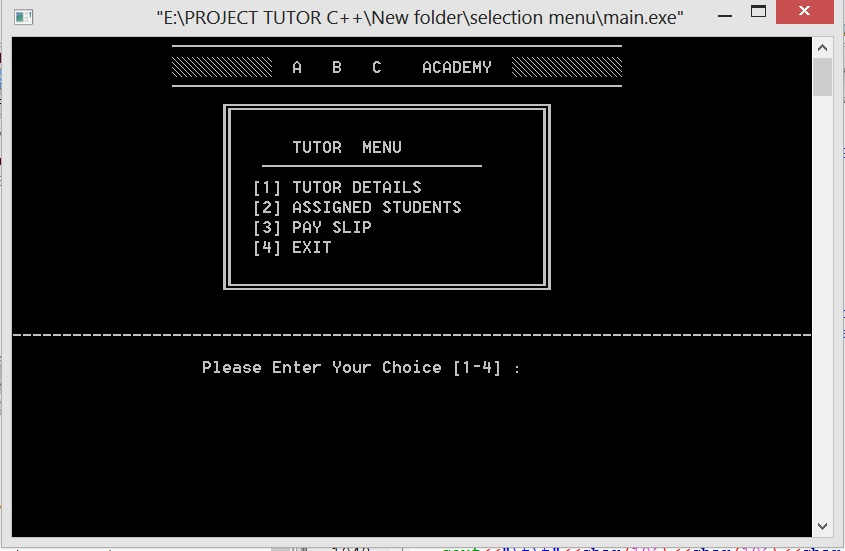 "E:\PROJECT TUTOR C++\New folder\selection menu\main.exe"
A B C ACADEMY
TUTOR MENU
[1] TUTOR DETAILS
[2] ASSIGNED STUDENTS
[3] PAY SLIP
[4] EXIT
Please Enter Your Choice [1-4] :